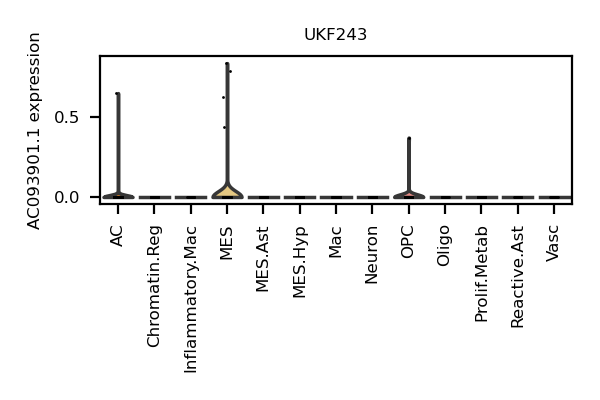 UKF243
AC093901.1 expression
0.5
0.0
AC
Chromatin.Reg
Inflammatory.Mac
MES
MES.Ast
MES.Hyp
Mac
Neuron
OPC
Oligo
Prolif.Metab
Reactive.Ast
Vasc